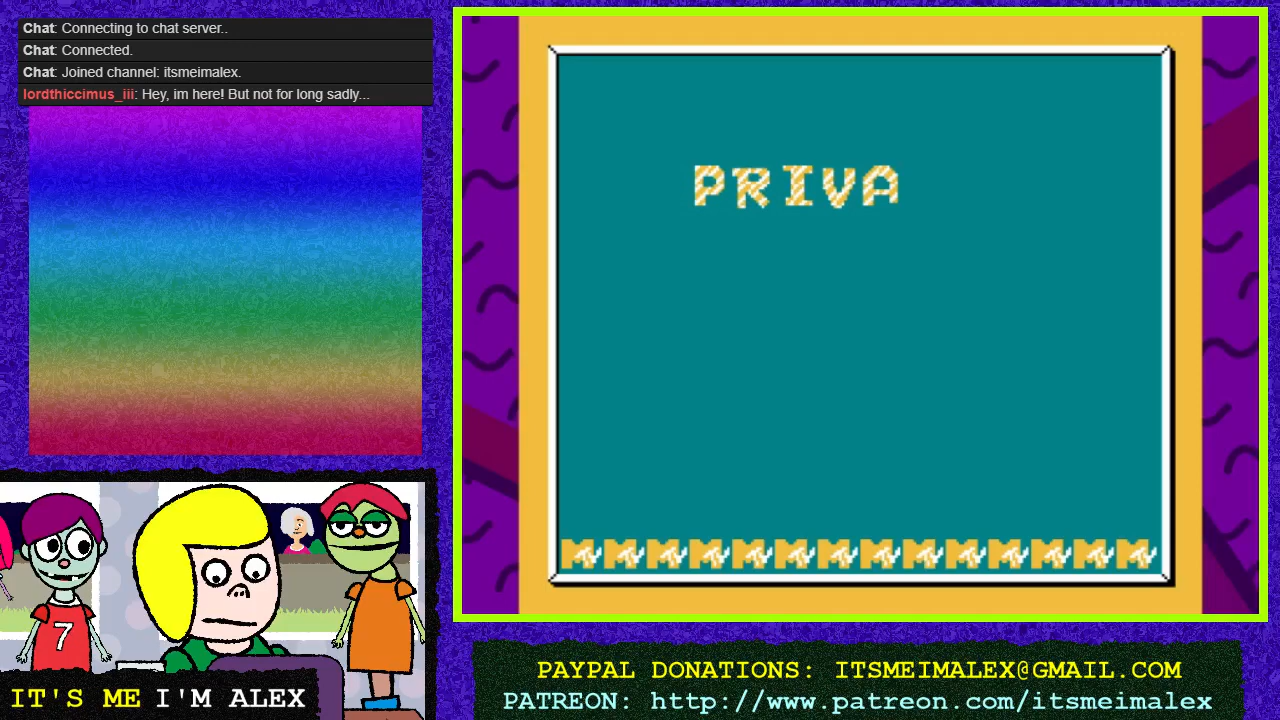 Chat: Connecting to chat server..
Chat: Connected.
Chat: Joined channel: itsmeimalex.
lordthiccimus_iii: Hey, im here! But not for long sadly...
PRIVA
7
IT'S ME I'M ALEX
PAYPAL DONATIONS: ITSMEIMALEX@GMAIL.COM
PATREON: http://www.patreon.com/itsmeimalex